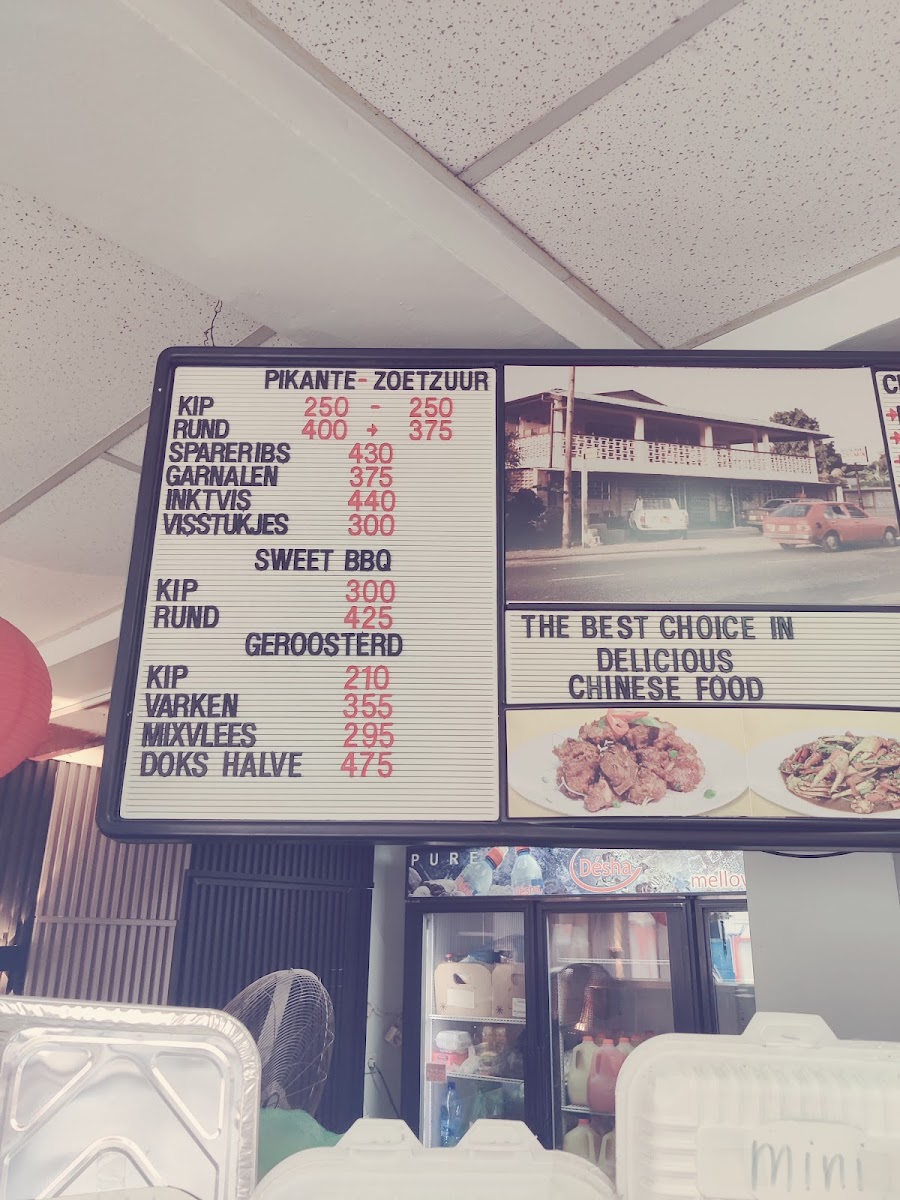 PIKANTE-ZOETZUUR
KIP 250 - 250
RUND 400 → 375
SPARERIBS 430
GARNALEN 375
INKTVIS 440
VISSTUKJES 300
SWEET BBQ
KIP 300
RUND 425
GEROOSTERD
KIP 210
VARKEN 355
MIXVLEES 295
DOKS HALVE 475
THE BEST CHOICE IN
DELICIOUS
CHINESE FOOD
PURE
Désha
mellow
mini